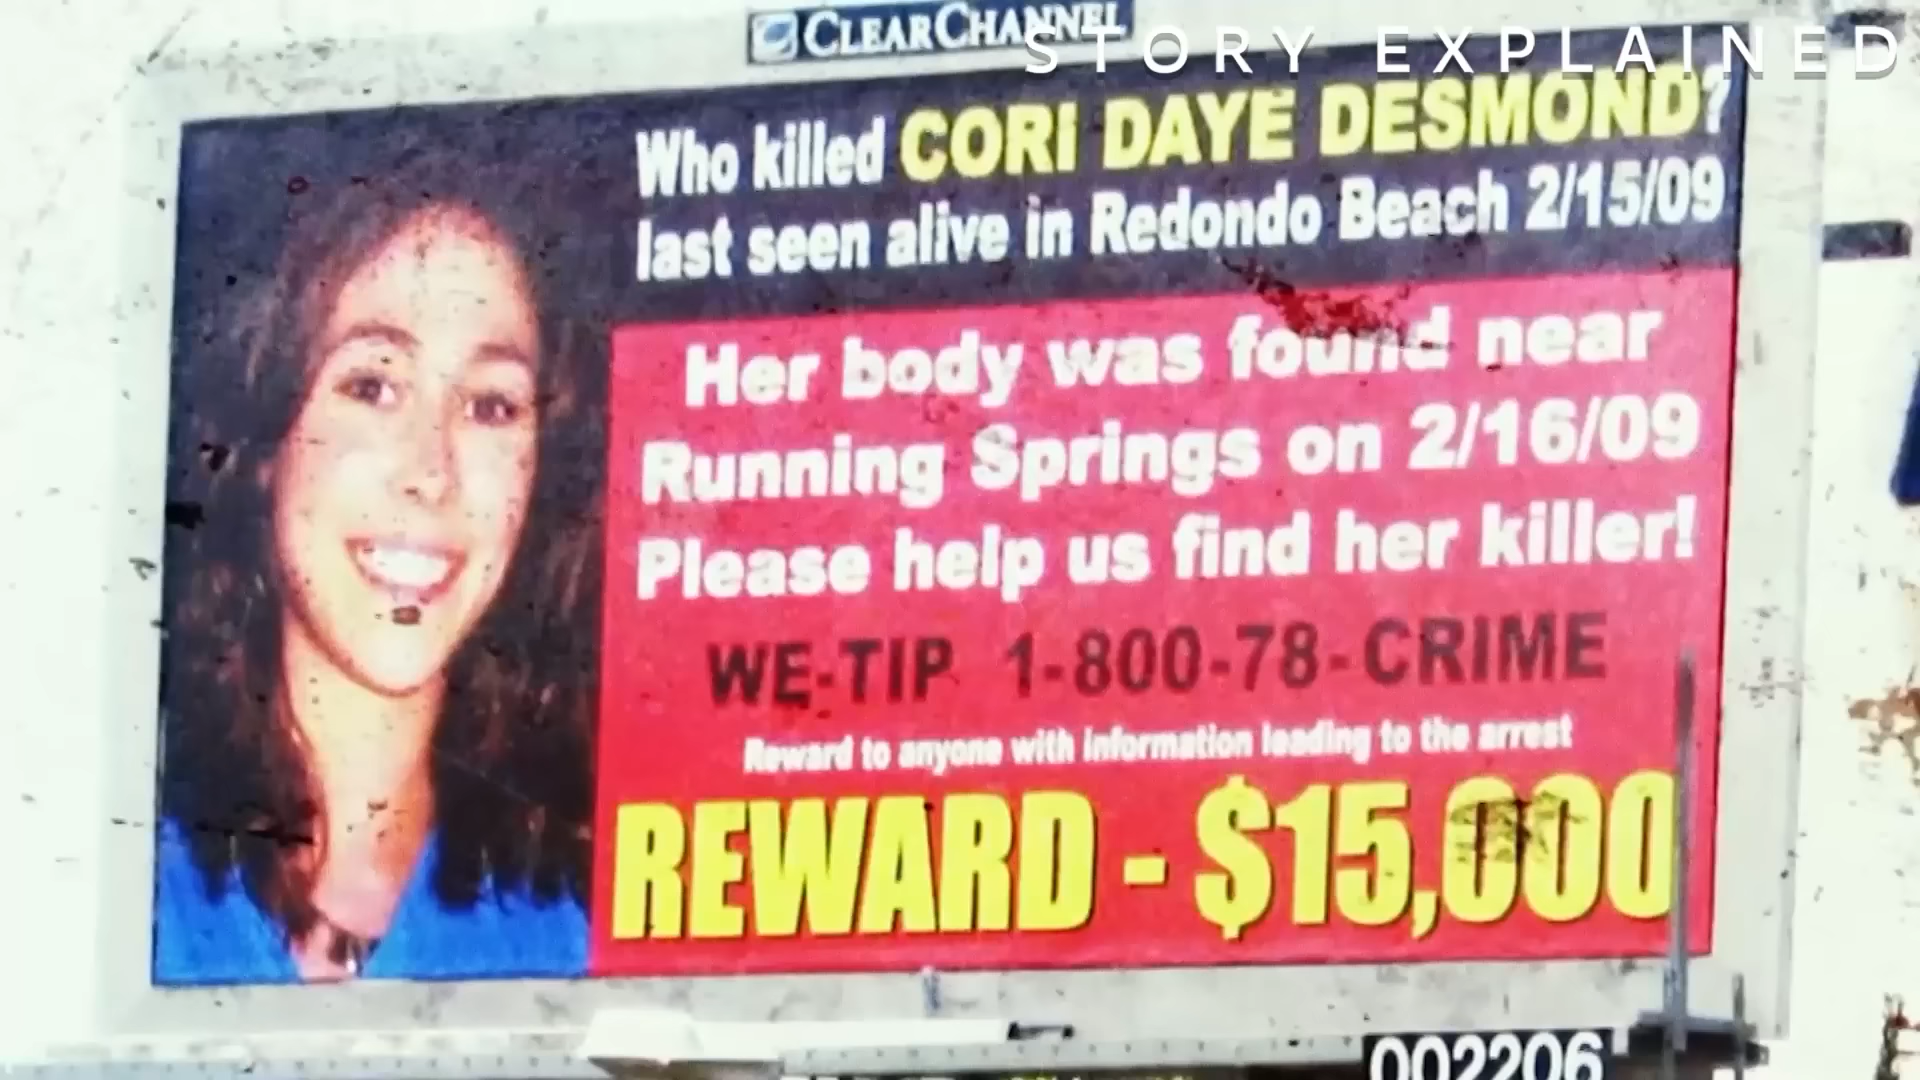 CLEARCHANNEL
STORY EXPLAINED
Who killed CORI DAYE DESMOND?
last seen alive in Redondo Beach 2/15/09
Her body was found near
Running Springs on 2/16/09
Please help us find her killer!
WE-TIP 1-800-78-CRIME
Reward to anyone with information leading to the arrest
REWARD - $15,000
002206